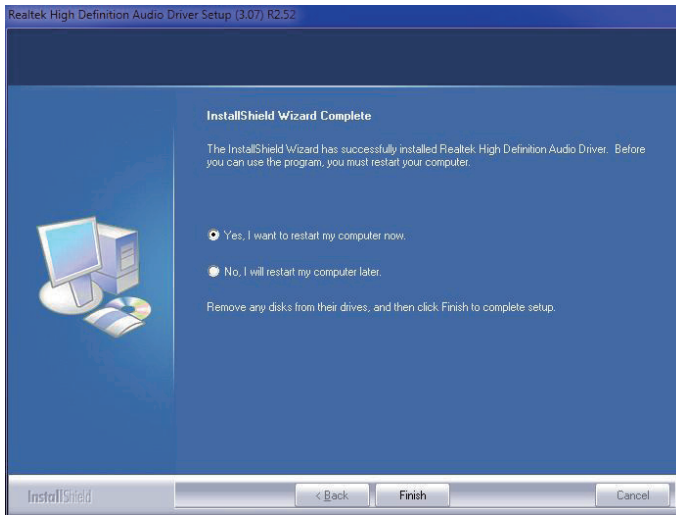 Realtek High Definition Audio Driver Setup (3.07) R2.52
InstallShield Wizard Complete
The InstallShield Wizard has successfully installed Realtek High Definition Audio Driver. Before
you can use the program, you must restart your computer.
Yes, I want to restart my computer now.
No, I will restart my computer later.
Remove any disks from their drives, and then click Finish to complete setup.
InstallShield
< Back
Finish
Cancel